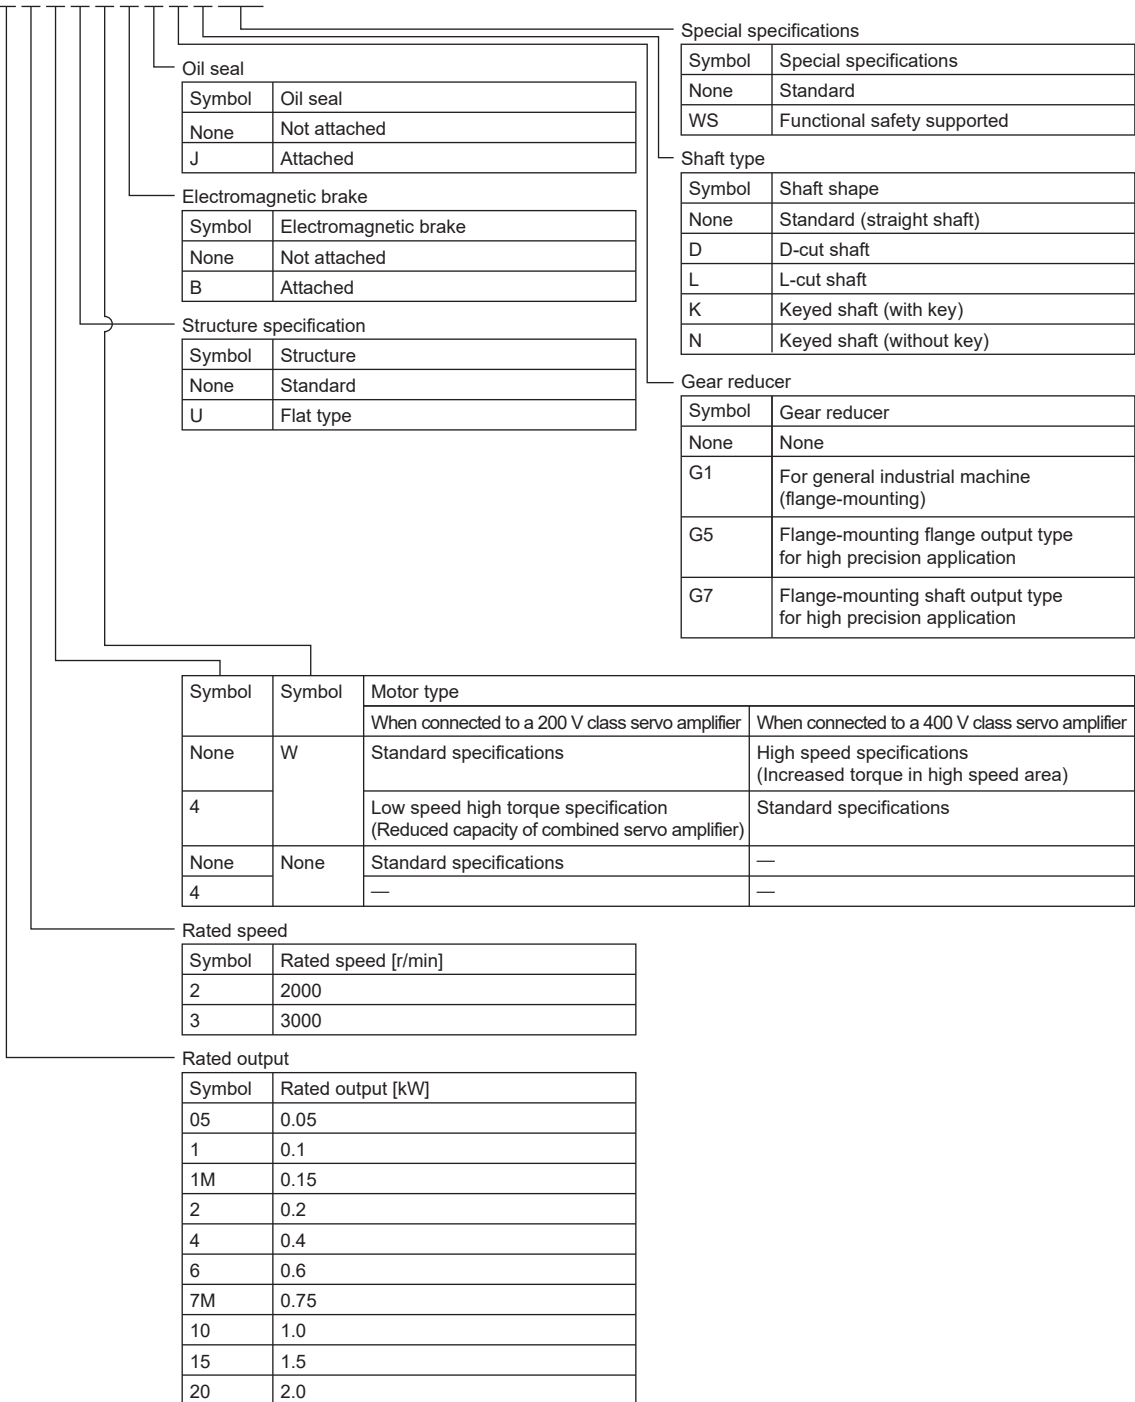 Oil seal
Symbol Oil seal
None Not attached
J Attached
Electromagnetic brake
Symbol Electromagnetic brake
None Not attached
B Attached
Structure specification
Symbol Structure
None Standard
U Flat type
Special specifications
Symbol Special specifications
None Standard
WS Functional safety supported
Shaft type
Symbol Shaft shape
None Standard (straight shaft)
D D-cut shaft
L L-cut shaft
K Keyed shaft (with key)
N Keyed shaft (without key)
Gear reducer
Symbol Gear reducer
None None
G1 For general industrial machine
(flange-mounting)
G5 Flange-mounting flange output type
for high precision application
G7 Flange-mounting shaft output type
for high precision application
Symbol Symbol Motor type
When connected to a 200 V class servo amplifier When connected to a 400 V class servo amplifier
None W Standard specifications High speed specifications
(Increased torque in high speed area)
4 Low speed high torque specification Standard specifications
(Reduced capacity of combined servo amplifier)
None None Standard specifications —
4 — —
Rated speed
Symbol Rated speed [r/min]
2 2000
3 3000
Rated output
Symbol Rated output [kW]
05 0.05
1 0.1
1M 0.15
2 0.2
4 0.4
6 0.6
7M 0.75
10 1.0
15 1.5
20 2.0